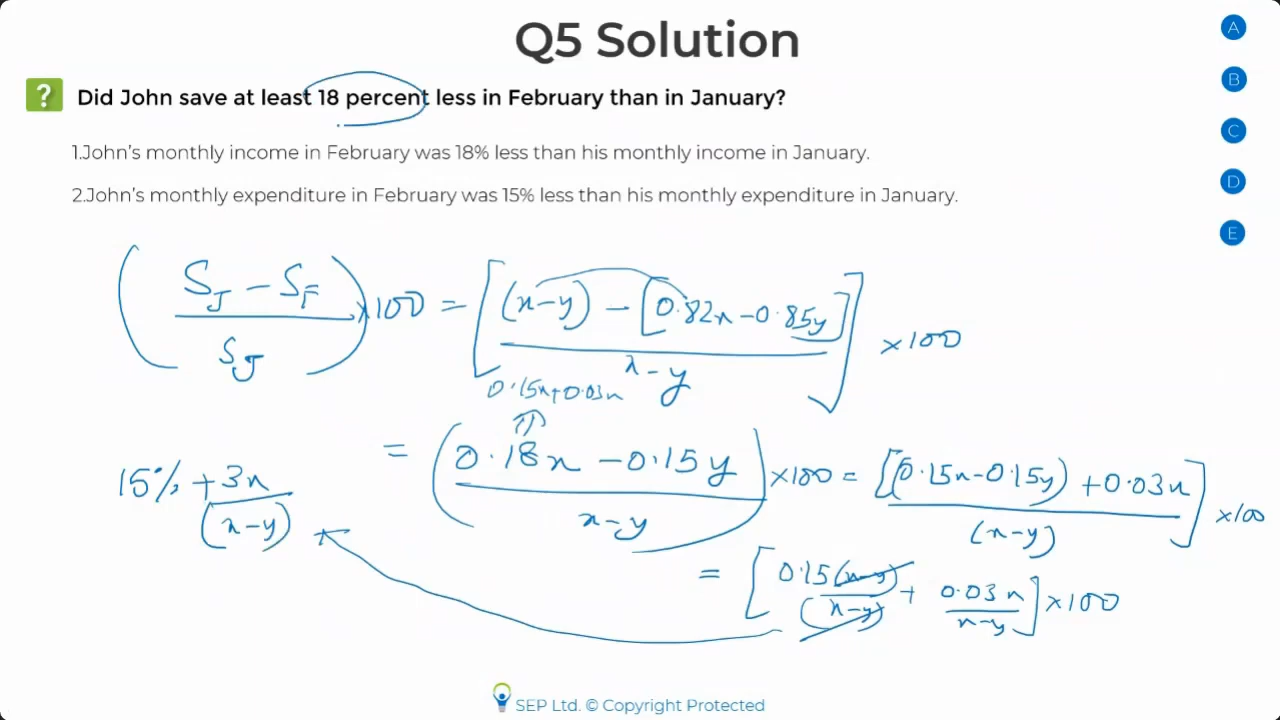 Q5 Solution
A
B
C
D
E
? Did John save at least 18 percent less in February than in January?
1.John's monthly income in February was 18% less than his monthly income in January.
2.John's monthly expenditure in February was 15% less than his monthly expenditure in January.
( (S_J - S_F) / S_J ) × 100 = [ ( (x-y) - [0.82x - 0.85y] ) / (x-y) ] × 100
0.15x + 0.03x
⇑
= ( (0.18x - 0.15y) / (x-y) ) × 100 = [ ( (0.15x - 0.15y) + 0.03x ) / (x-y) ] × 100
15% + 3x / (x-y)
= [ 0.15(x-y) / (x-y) + 0.03x / (x-y) ] × 100
SEP Ltd. © Copyright Protected